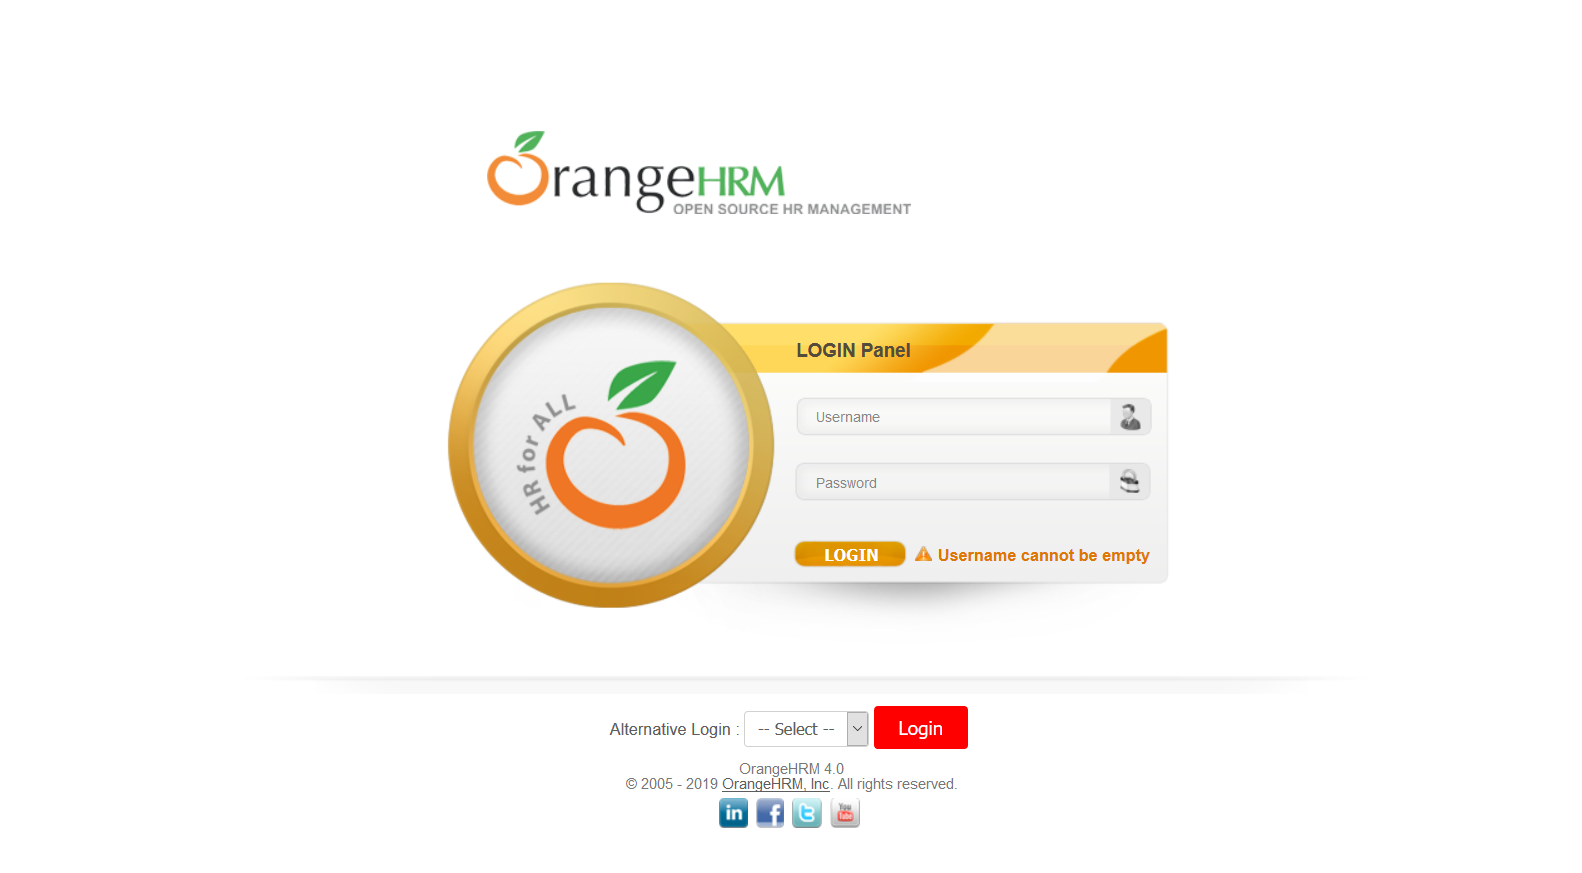 OrangeHRM
OPEN SOURCE HR MANAGEMENT
HR for ALL
LOGIN Panel
Username
Password
LOGIN Username cannot be empty
Alternative Login : -- Select -- Login
OrangeHRM 4.0
© 2005 - 2019 OrangeHRM, Inc. All rights reserved.
in f t You Tube